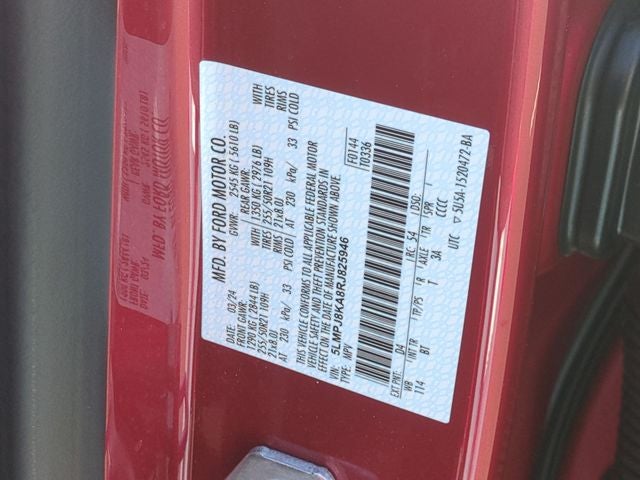 MFD. BY FORD MOTOR CO.
DATE: 03/24 GVWR: 2545 KG ( 5610 LB)
FRONT GAWR: REAR GAWR:
1290 KG ( 2844 LB) 1350 KG ( 2976 LB) WITH
255/50R21 109H 255/50R21 109H TIRES
21x8.0J RIMS 21x8.0J RIMS
AT 230 kPa/ 33 PSI COLD AT 230 kPa/ 33 PSI COLD
THIS VEHICLE CONFORMS TO ALL APPLICABLE FEDERAL MOTOR
VEHICLE SAFETY AND THEFT PREVENTION STANDARDS IN
EFFECT ON THE DATE OF MANUFACTURE SHOWN ABOVE.
VIN: 5LMPJ8KA8RJ825946 F0144
TYPE: MPV T0336
EXT PNT: D4 RC: 54 DSO:
WB INT TR TP/PS R AXLE TR SPR
114 BT 1 3A CCCC
UTC 5U5A-1520472-BA